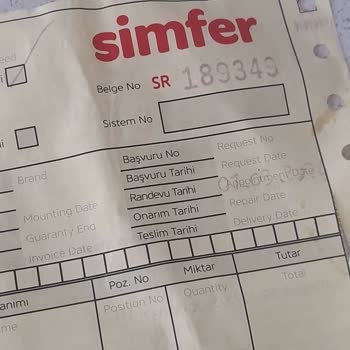 simfer
Belge No SR 189349
Sistem No
Brand
Mounting Date
Guaranty End
Invoice Date
Başvuru No Request No
Başvuru Tarihi Request Date
Randevu Tarihi
Onarım Tarihi Repair Date
Teslim Tarihi Delivery Date
Poz. No Miktar Tutar
Position No Quantity Total